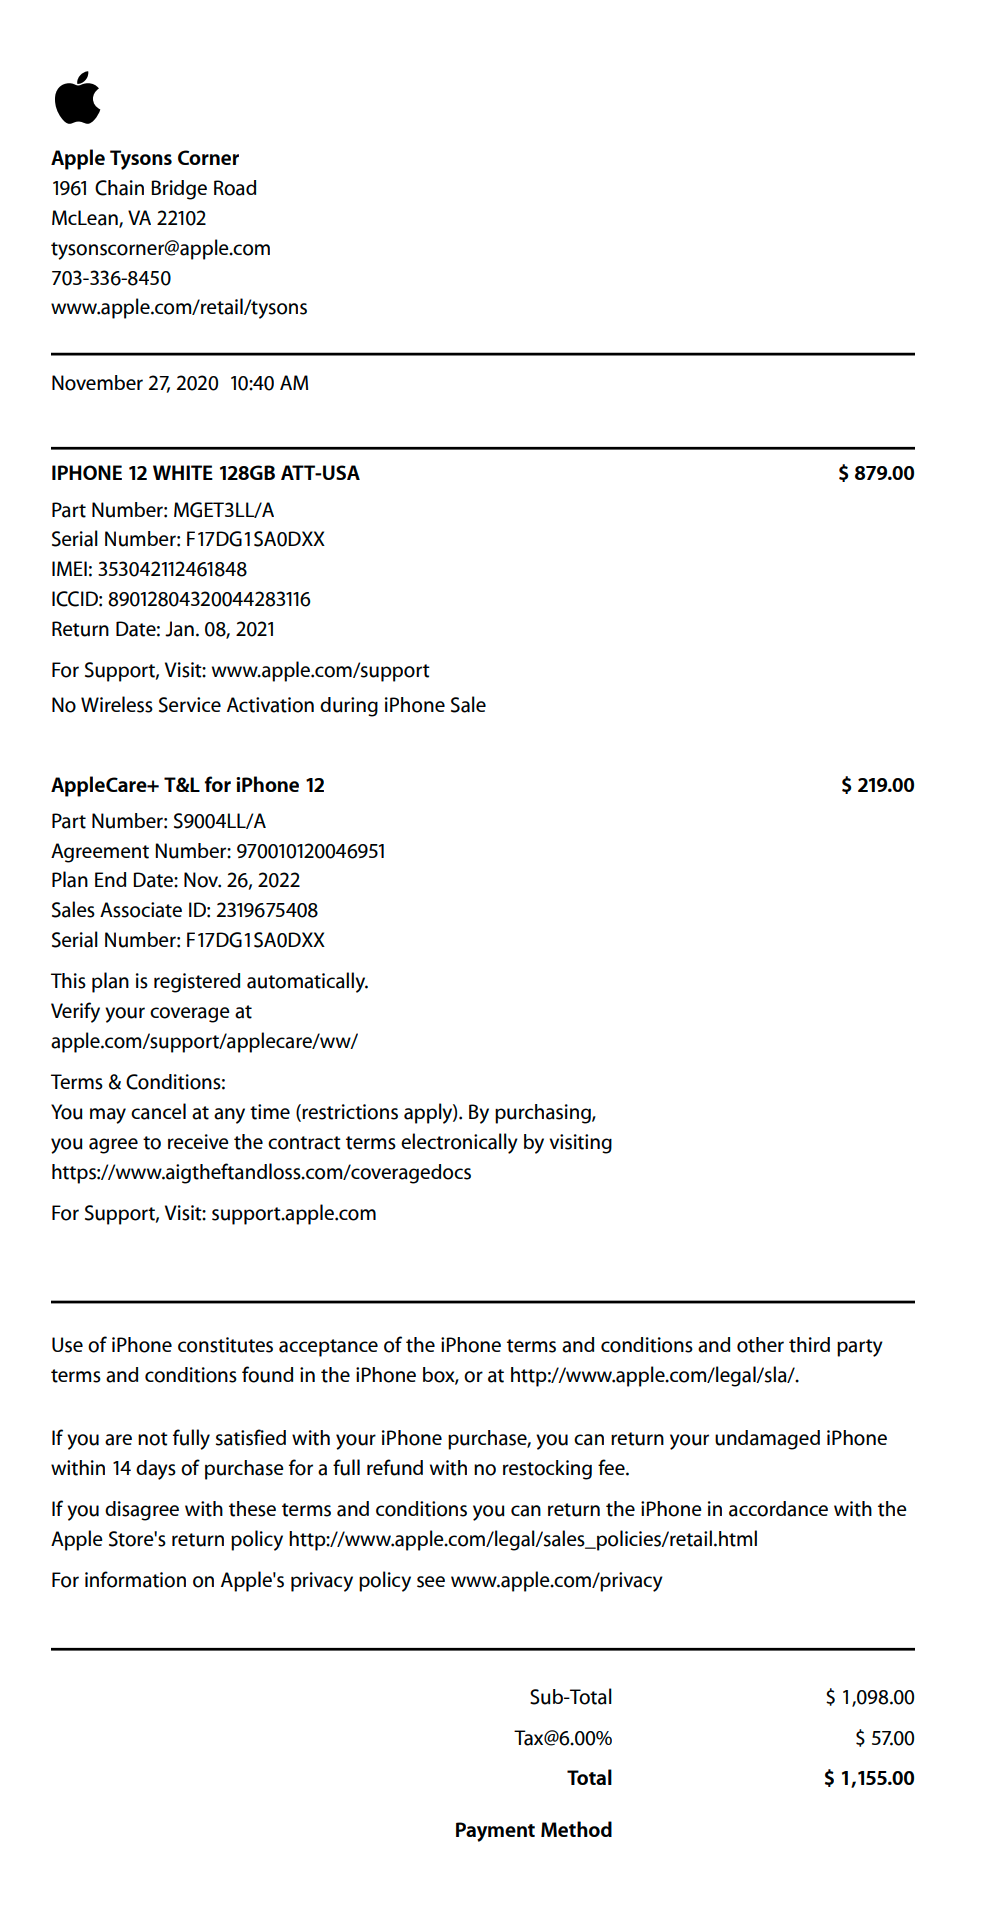 Apple Tysons Corner
1961 Chain Bridge Road
McLean, VA 22102
tysonscorner@apple.com
703-336-8450
www.apple.com/retail/tysons
November 27, 2020 10:40 AM
IPHONE 12 WHITE 128GB ATT-USA $ 879.00
Part Number: MGET3LL/A
Serial Number: F17DG1SA0DXX
IMEI: 353042112461848
ICCID: 89012804320044283116
Return Date: Jan. 08, 2021
For Support, Visit: www.apple.com/support
No Wireless Service Activation during iPhone Sale
AppleCare+ T&L for iPhone 12 $ 219.00
Part Number: S9004LL/A
Agreement Number: 970010120046951
Plan End Date: Nov. 26, 2022
Sales Associate ID: 2319675408
Serial Number: F17DG1SA0DXX
This plan is registered automatically.
Verify your coverage at
apple.com/support/applecare/ww/
Terms & Conditions:
You may cancel at any time (restrictions apply). By purchasing,
you agree to receive the contract terms electronically by visiting
https://www.aigtheftandloss.com/coveragedocs
For Support, Visit: support.apple.com
Use of iPhone constitutes acceptance of the iPhone terms and conditions and other third party
terms and conditions found in the iPhone box, or at http://www.apple.com/legal/sla/.
If you are not fully satisfied with your iPhone purchase, you can return your undamaged iPhone
within 14 days of purchase for a full refund with no restocking fee.
If you disagree with these terms and conditions you can return the iPhone in accordance with the
Apple Store's return policy http://www.apple.com/legal/sales_policies/retail.html
For information on Apple's privacy policy see www.apple.com/privacy
Sub-Total $ 1,098.00
Tax@6.00% $ 57.00
Total $ 1,155.00
Payment Method